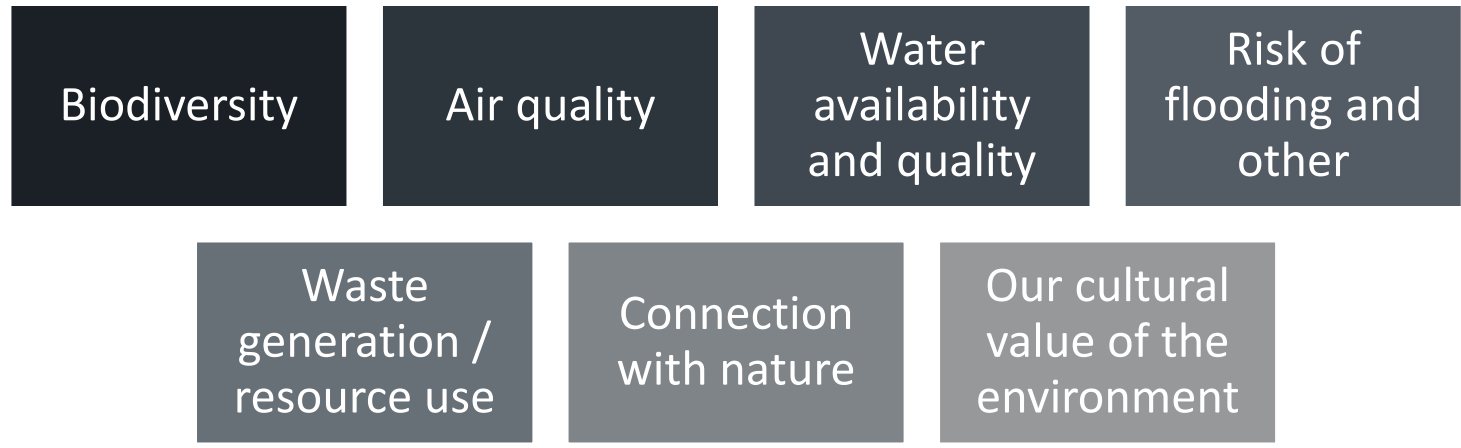 Biodiversity
Air quality
Water
availability
and quality
Risk of
flooding and
other
Waste
generation /
resource use
Connection
with nature
Our cultural
value of the
environment